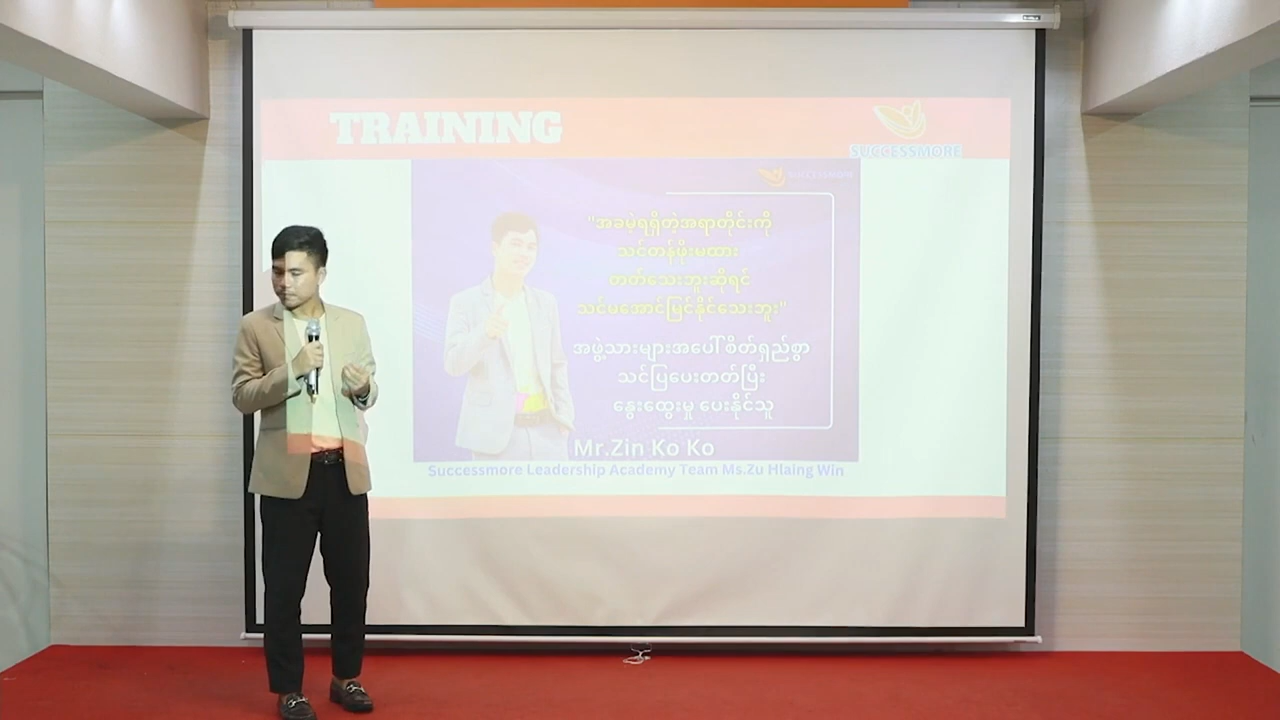 TRAINING
SUCCESSMORE
SUCCESSMORE
"အခမဲ့ရရှိတဲ့အရာတိုင်းကို
သင်တန်ဖိုးမထား
တတ်သေးဘူးဆိုရင်
သင်မအောင်မြင်နိုင်သေးဘူး"
အဖွဲ့သားများအပေါ် စိတ်ရှည်စွာ
သင်ပြပေးတတ်ပြီး
နွေးထွေးမှု ပေးနိုင်သူ
Mr.Zin Ko Ko
Successmore Leadership Academy Team Ms.Zu Hlaing Win